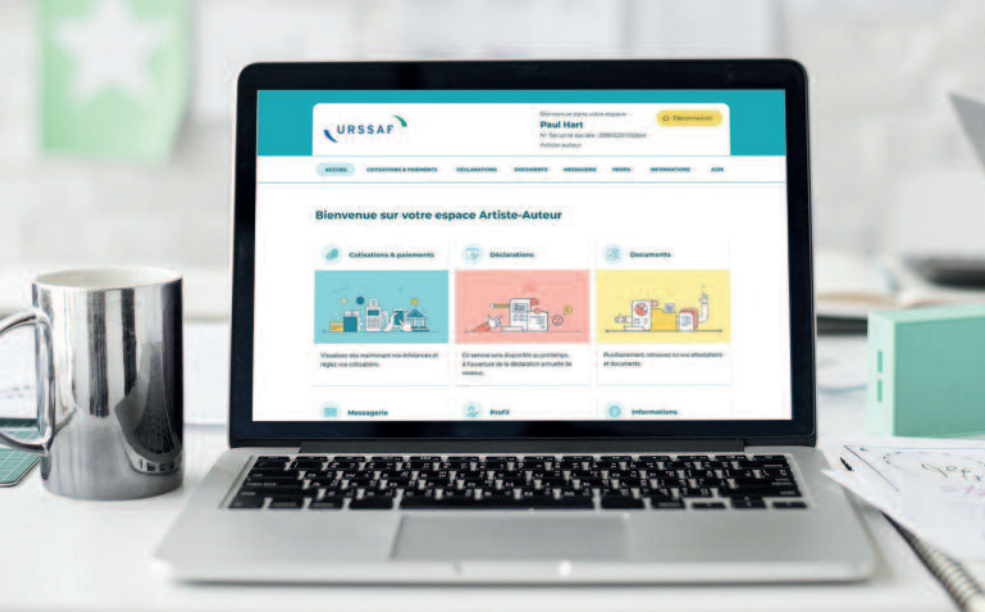 URSSAF
Bienvenue dans votre espace
Paul Hart
N° Sécurité sociale :
Artiste-auteur
Déconnexion
ACCUEIL COTISATIONS & PAIEMENTS DÉCLARATIONS DOCUMENTS MESSAGERIE PROFIL INFORMATIONS AIDE
Bienvenue sur votre espace Artiste-Auteur
Cotisations & paiements
Déclarations
Documents
Visualisez dès maintenant vos échéances et
réglez vos cotisations.
Ce service sera disponible au printemps,
à l'ouverture de la déclaration annuelle de
revenus.
Prochainement, retrouvez ici vos attestations
et documents.
Messagerie
Profil
Informations